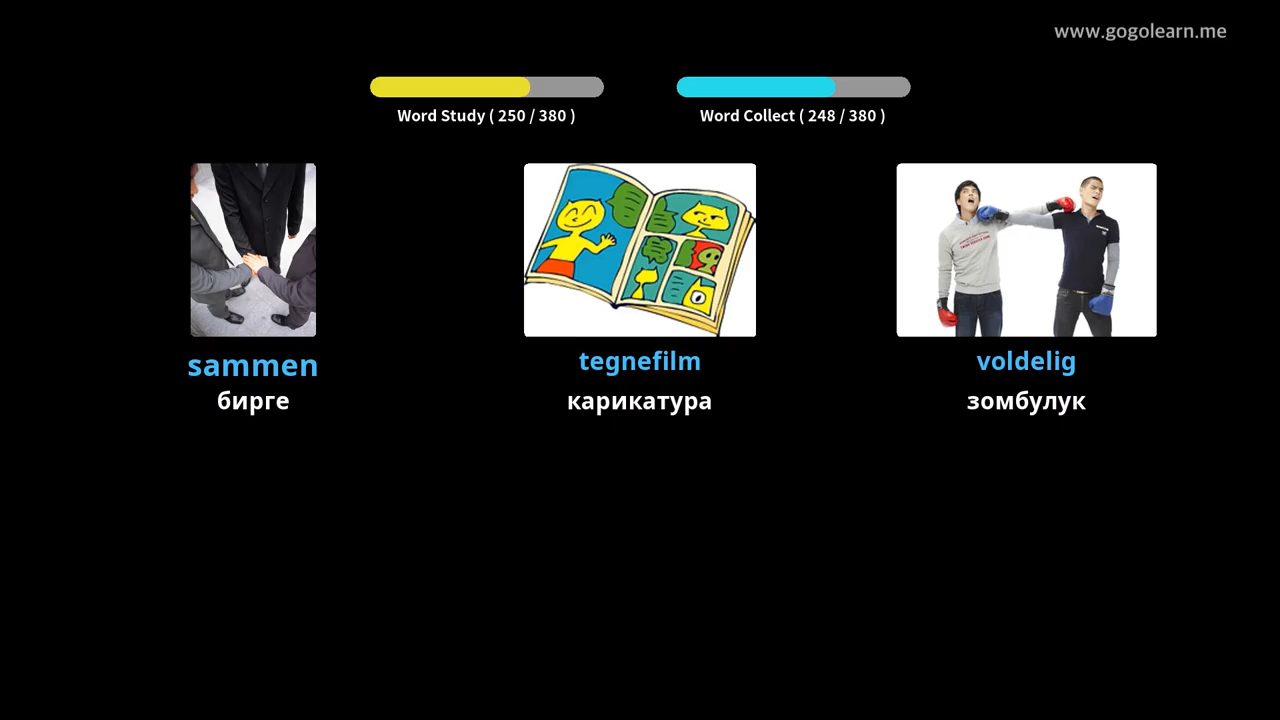 www.gogolearn.me
Word Study ( 250 / 380 )
Word Collect ( 248 / 380 )
sammen
бирге
tegnefilm
карикатура
voldelig
зомбулук